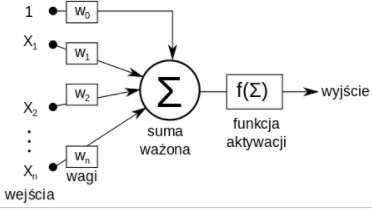 1
w₀
X₁
w₁
X₂
w₂
Xₙ
wₙ
wejścia
wagi
Σ
suma
ważona
f(Σ)
funkcja
aktywacji
wyjście